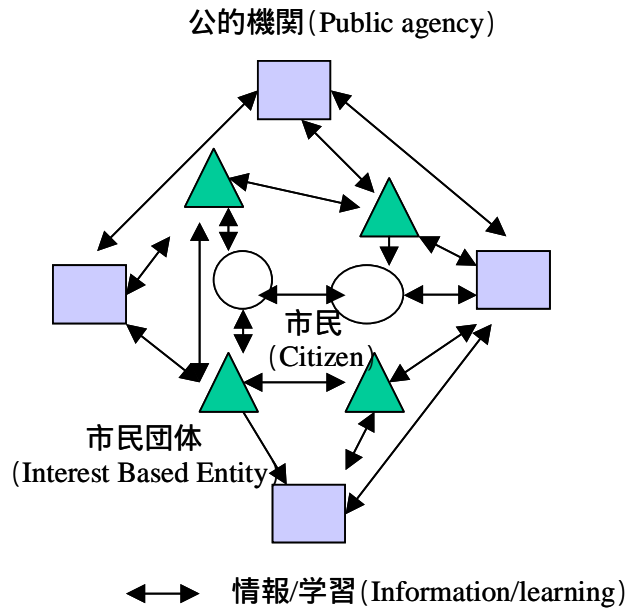 公的機関(Public agency)
市民
(Citizen)
市民団体
(Interest Based Entity
情報/学習(Information/learning)